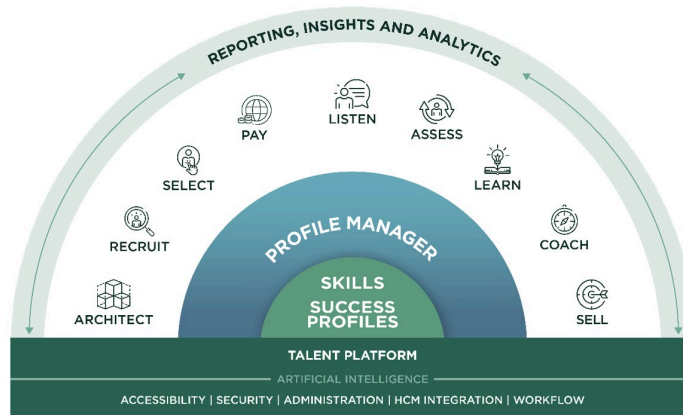 REPORTING, INSIGHTS AND ANALYTICS
LISTEN
PAY
ASSESS
SELECT
LEARN
RECRUIT
COACH
ARCHITECT
SELL
PROFILE MANAGER
SKILLS
SUCCESS
PROFILES
TALENT PLATFORM
ARTIFICIAL INTELLIGENCE
ACCESSIBILITY | SECURITY | ADMINISTRATION | HCM INTEGRATION | WORKFLOW